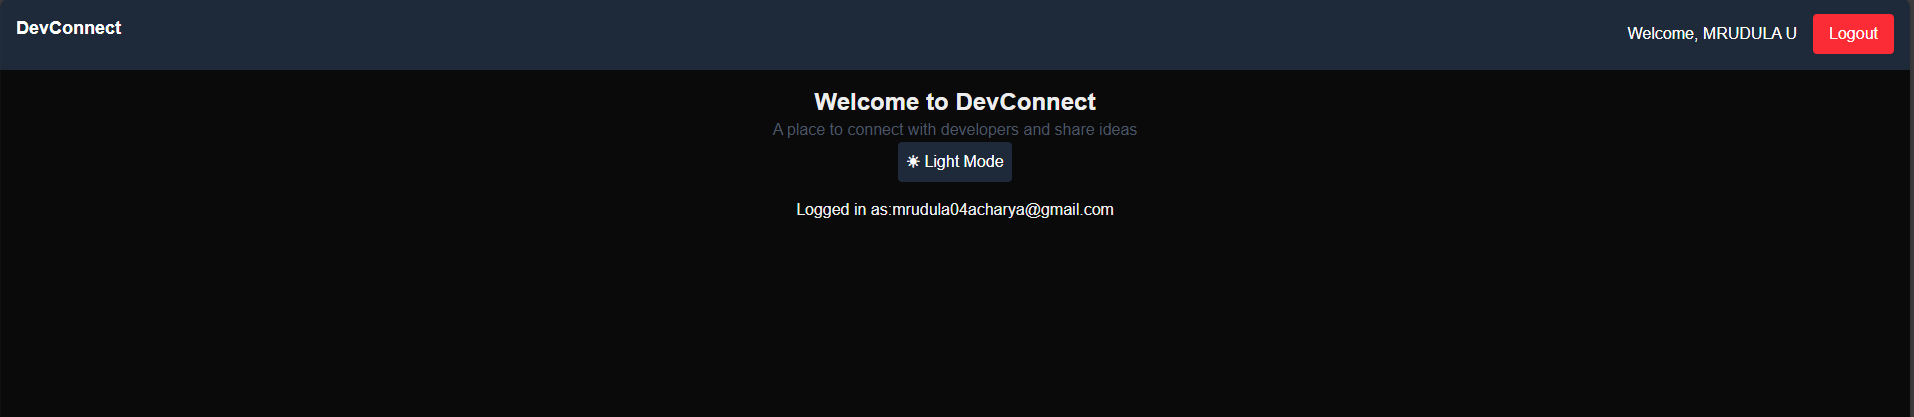 DevConnect
Welcome, MRUDULA U
Logout
Welcome to DevConnect
A place to connect with developers and share ideas
☀ Light Mode
Logged in as:mrudula04acharya@gmail.com